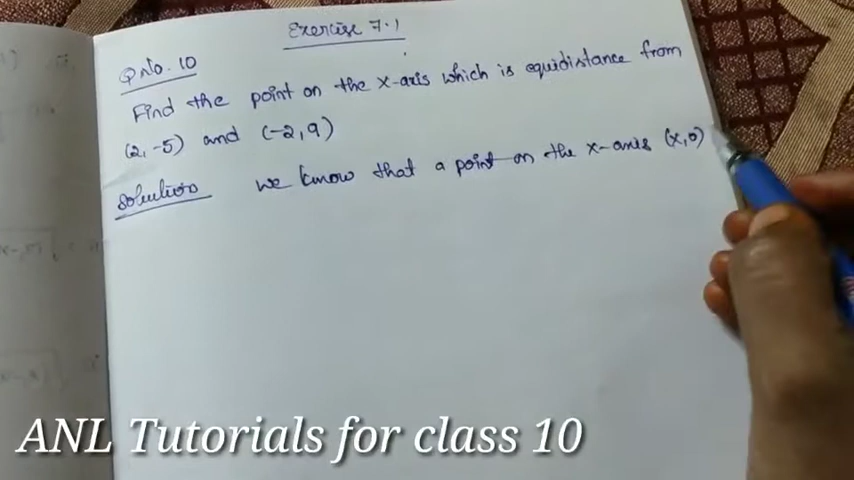 Exercise 7.1
Q No. 10
Find the point on the x-axis which is equidistance from
(2, -5) and (-2, 9)
Solution we know that a point on the x-axis (x, 0)
ANL Tutorials for class 10